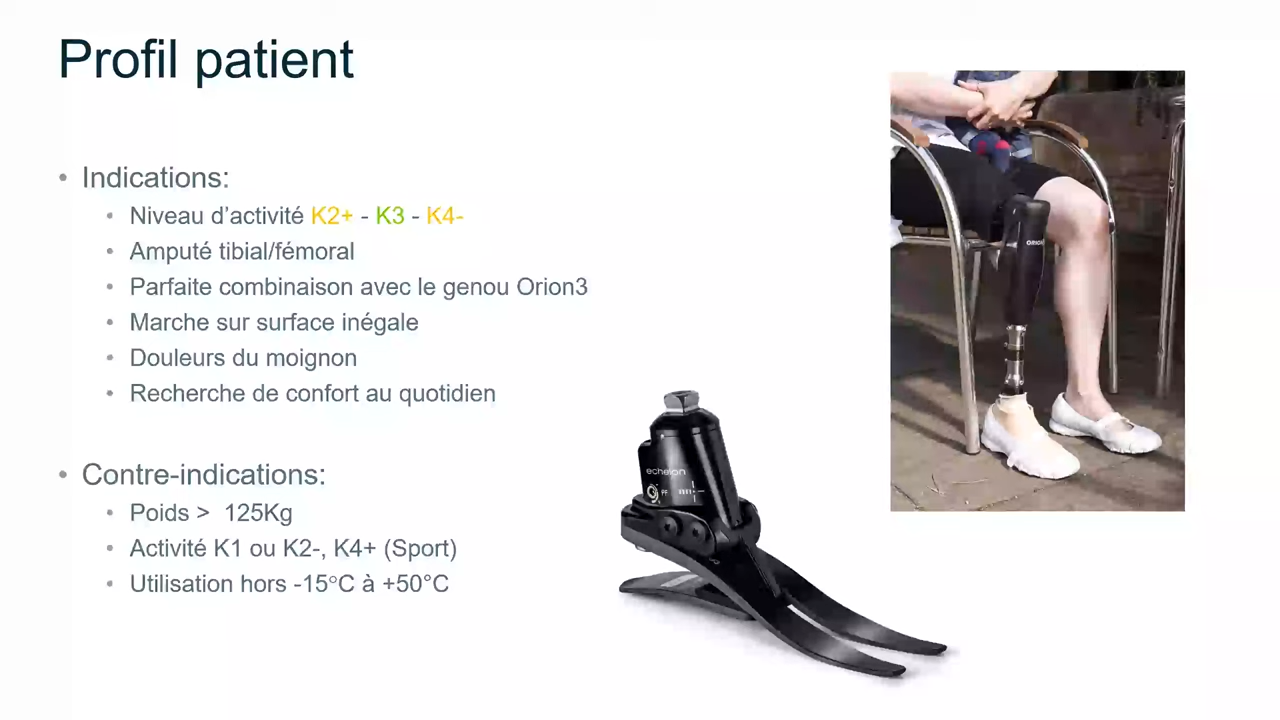 Profil patient
• Indications:
• Niveau d'activité K2+ - K3 - K4-
• Amputé tibial/fémoral
• Parfaite combinaison avec le genou Orion3
• Marche sur surface inégale
• Douleurs du moignon
• Recherche de confort au quotidien
• Contre-indications:
• Poids > 125Kg
• Activité K1 ou K2-, K4+ (Sport)
• Utilisation hors -15°C à +50°C
echelon
PF